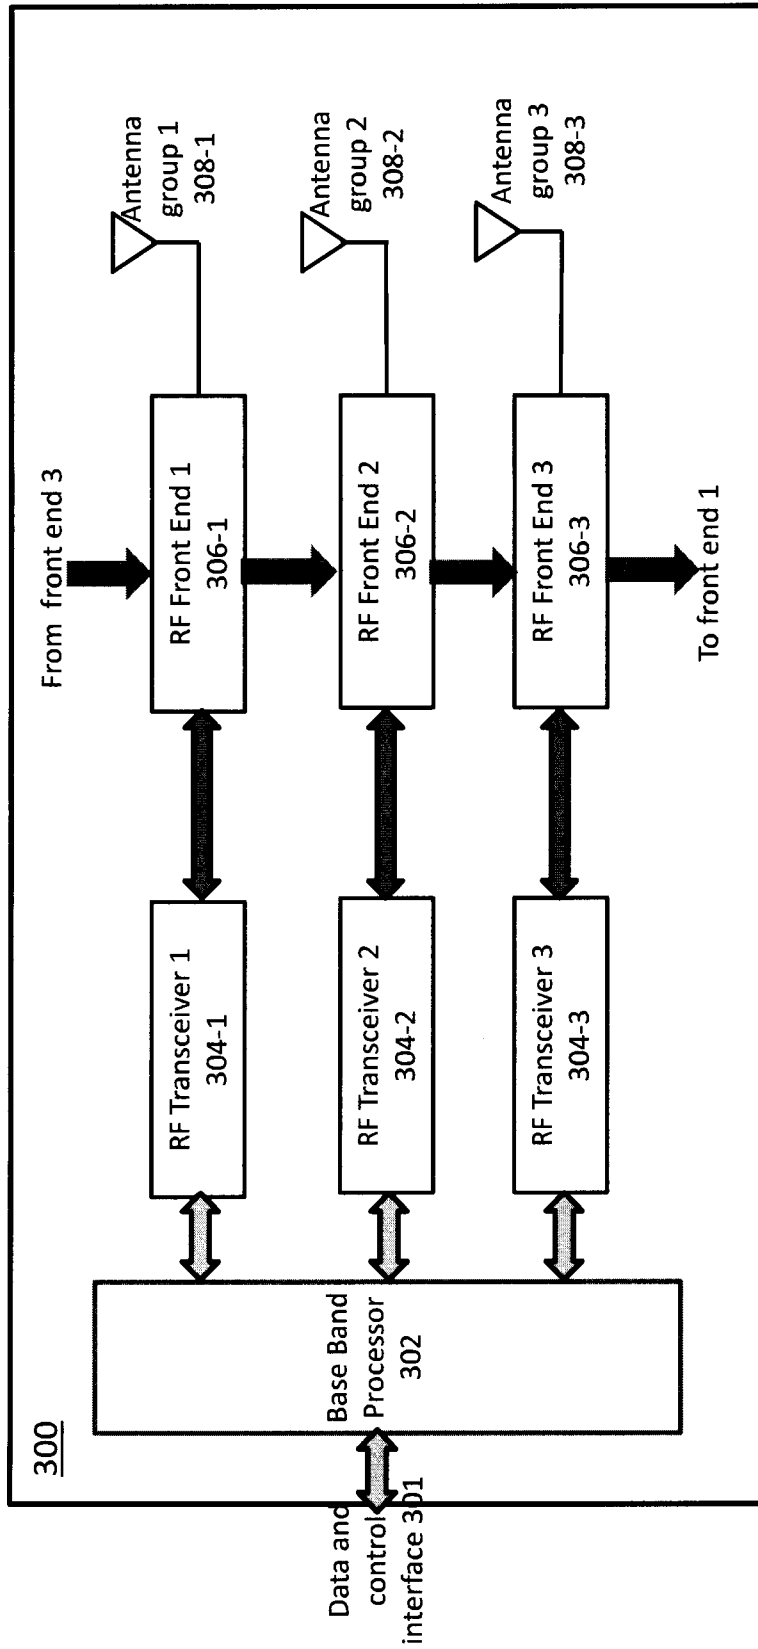 300
Data and
control
interface 301
Base Band
Processor
302
RF Transceiver 1
304-1
RF Transceiver 2
304-2
RF Transceiver 3
304-3
From front end 3
RF Front End 1
306-1
RF Front End 2
306-2
RF Front End 3
306-3
To front end 1
Antenna
group 1
308-1
Antenna
group 2
308-2
Antenna
group 3
308-3